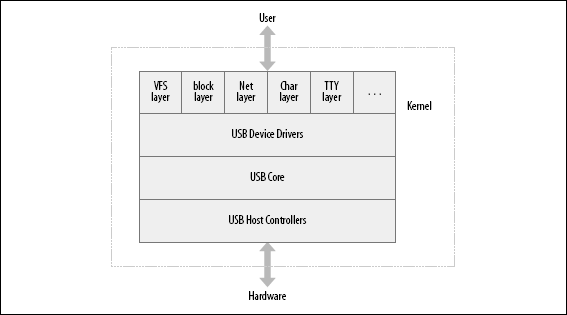 User
VFS
layer
block
layer
Net
layer
Char
layer
TTY
layer
. . .
Kernel
USB Device Drivers
USB Core
USB Host Controllers
Hardware